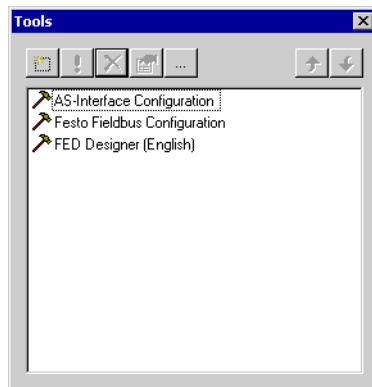 Tools
...
AS-Interface Configuration
Festo Fieldbus Configuration
FED Designer (English)